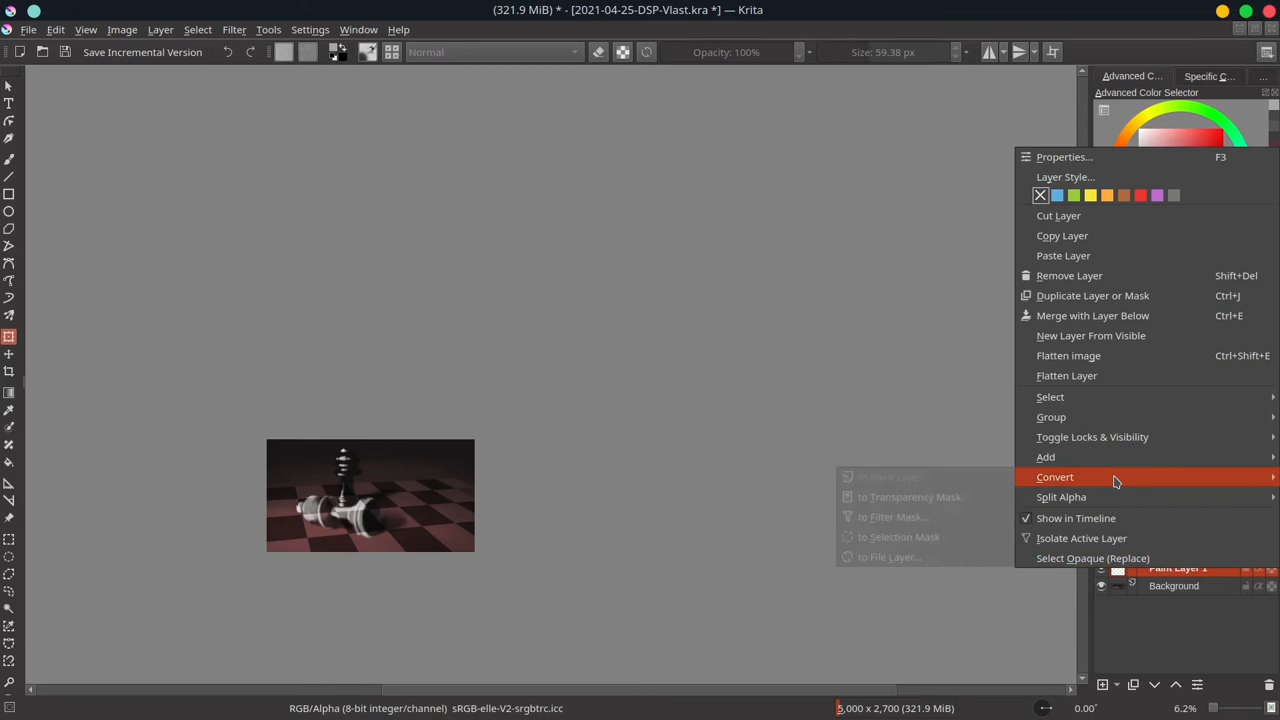 (321.9 MiB) * - [2021-04-25-DSP-Vlast.kra *] — Krita
File Edit View Image Layer Select Filter Tools Settings Window Help
Save Incremental Version Normal Opacity: 100% Size: 59.38 px
Advanced C... Specific C... ...
Advanced Color Selector
Properties... F3
Layer Style...
Cut Layer
Copy Layer
Paste Layer
Remove Layer Shift+Del
Duplicate Layer or Mask Ctrl+J
Merge with Layer Below Ctrl+E
New Layer From Visible
Flatten image Ctrl+Shift+E
Flatten Layer
Select
Group
Toggle Locks & Visibility
Add
Convert
to Paint Layer
to Transparency Mask
to Filter Mask...
to Selection Mask
to File Layer...
Split Alpha
Show in Timeline
Isolate Active Layer
Select Opaque (Replace)
Paint Layer 1
Background
RGB/Alpha (8-bit integer/channel) sRGB-elle-V2-srgbtrc.icc 5,000 x 2,700 (321.9 MiB) 0.00° 6.2%